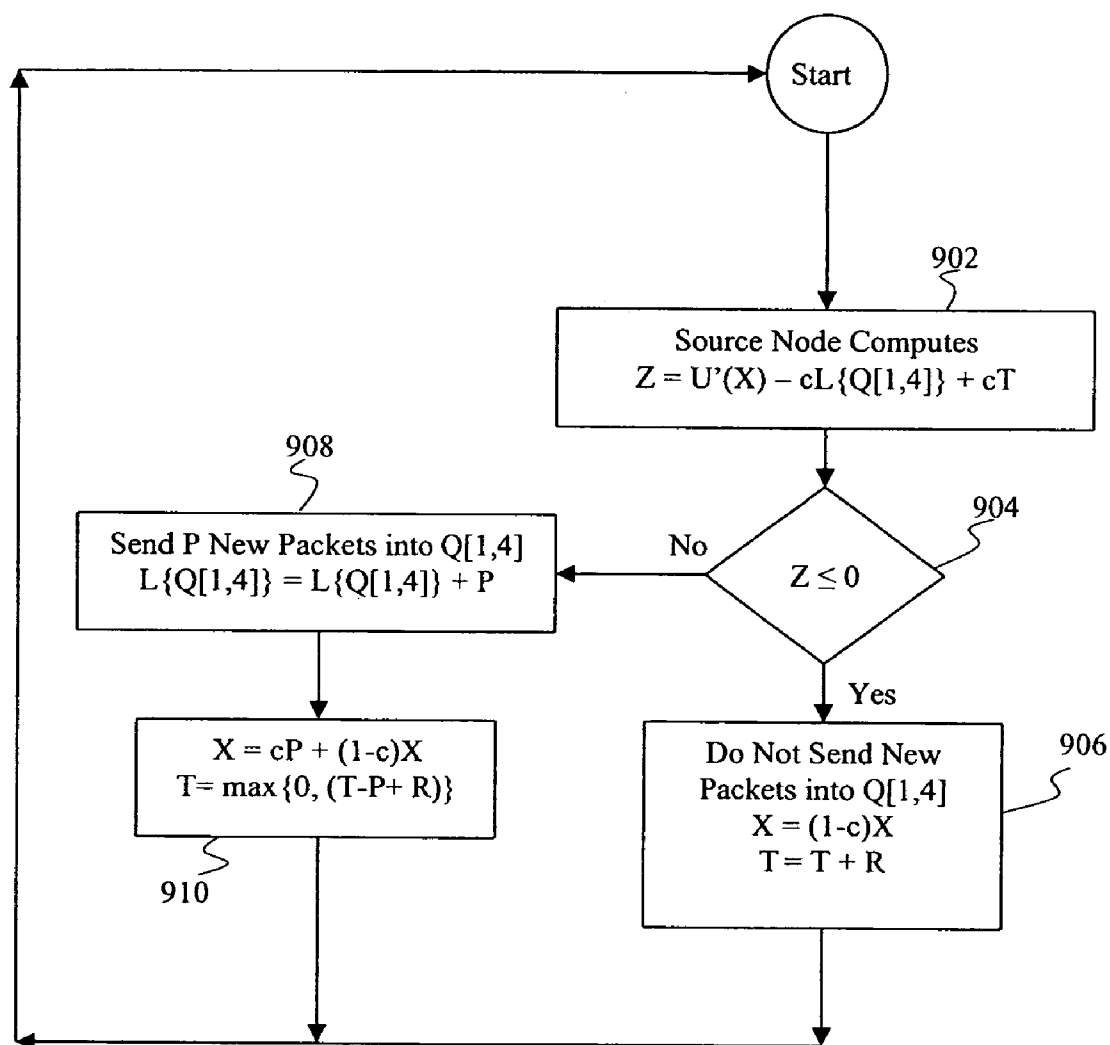 Start
902
Source Node Computes
Z = U'(X) – cL{Q[1,4]} + cT
908
904
Send P New Packets into Q[1,4]
L{Q[1,4]} = L{Q[1,4]} + P
No
Z ≤ 0
Yes
X = cP + (1-c)X
T= max{0, (T-P+ R)}
910
Do Not Send New
Packets into Q[1,4]
X = (1-c)X
T = T + R
906